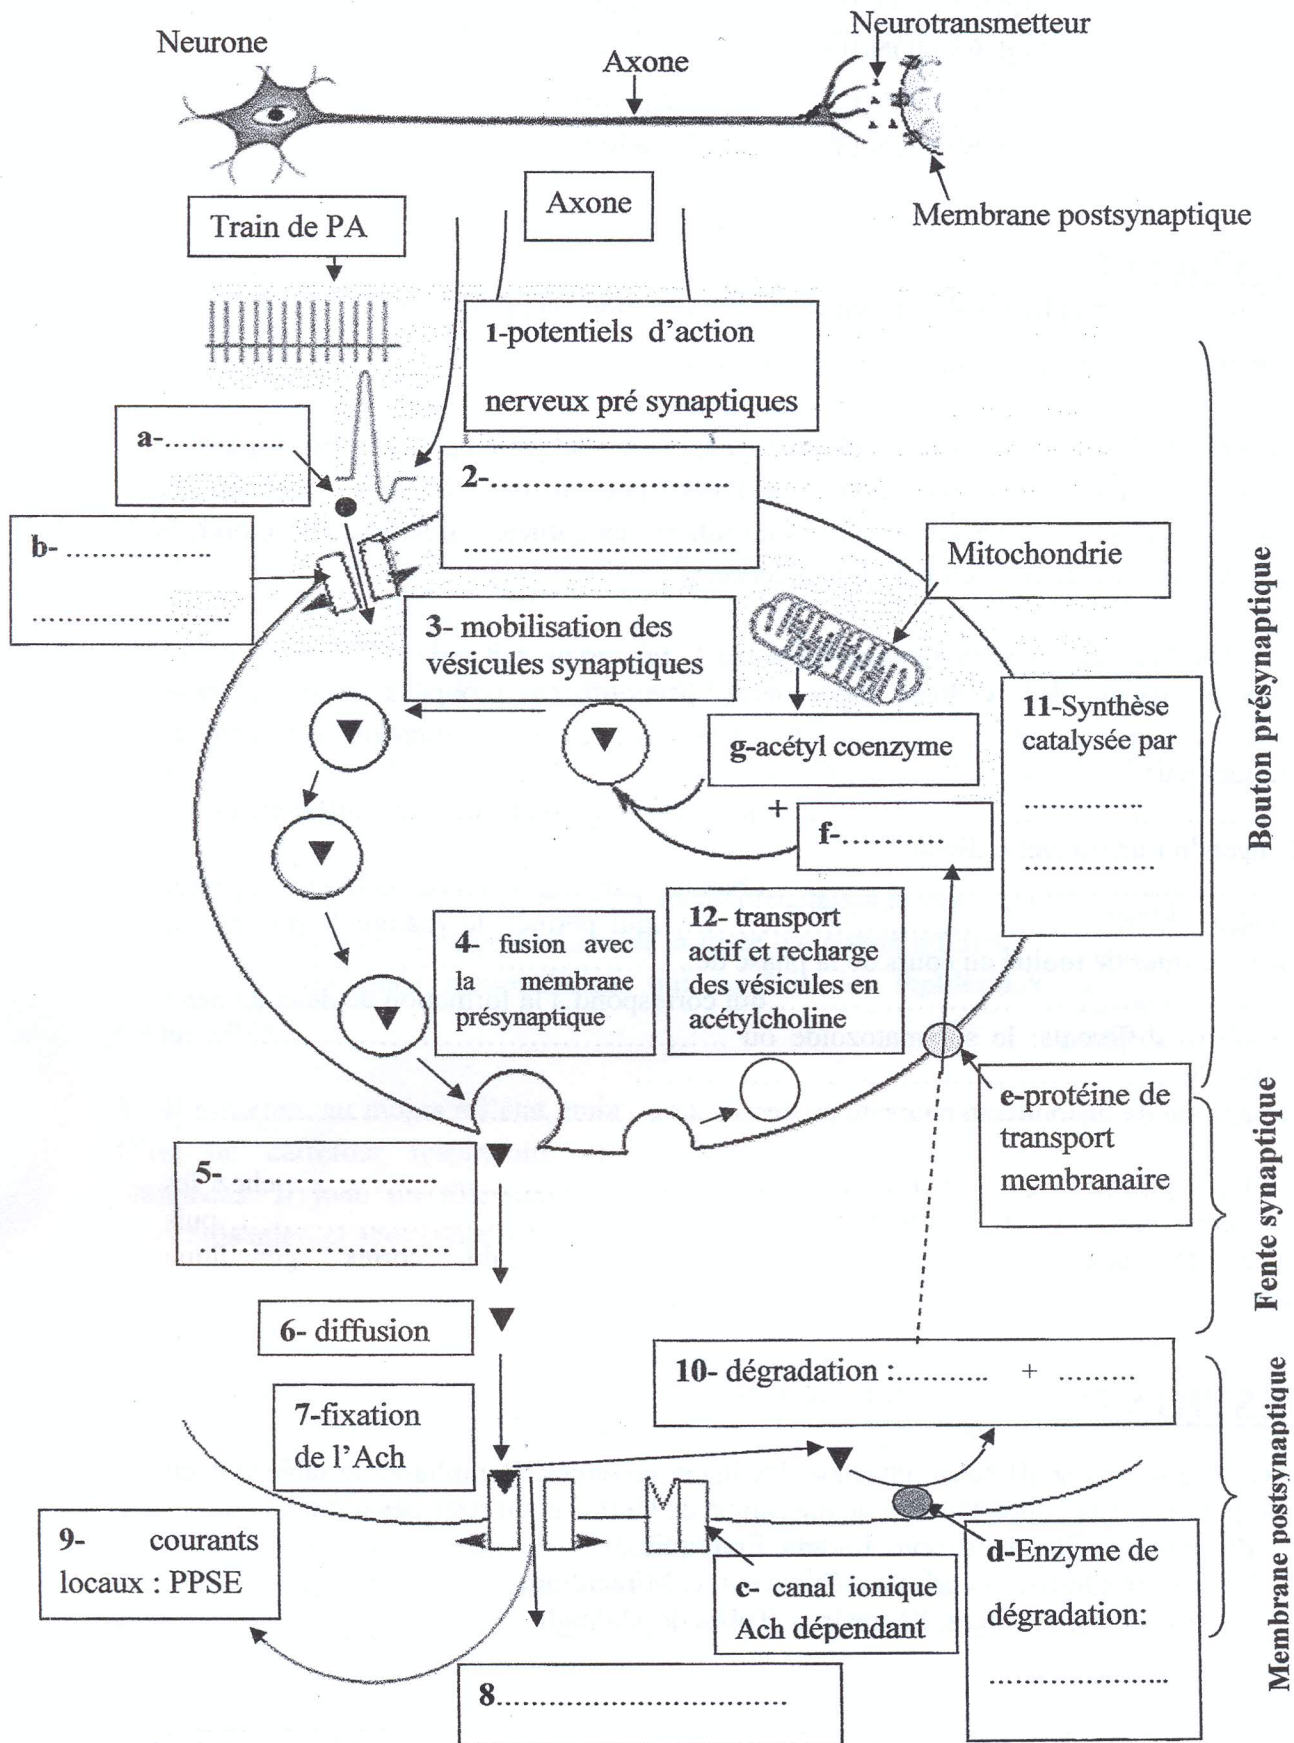 Neurotransmetteur
Neurone
Axone
Axone
Train de PA
Membrane postsynaptique
1-potentiels d'action
nerveux pré synaptiques
a-.............
2-..............................
..................................
b- ..................
.........................
Mitochondrie
3- mobilisation des
vésicules synaptiques
11-Synthèse
catalysée par
...............
................
g-acétyl coenzyme
+
f-.............
Bouton présynaptique
4- fusion avec
la membrane
présynaptique
12- transport
actif et recharge
des vésicules en
acétylcholine
e-protéine de
transport
membranaire
5- ..........................
...............................
Fente synaptique
6- diffusion
10- dégradation :............ + ..........
7-fixation
de l'Ach
9- courants
locaux : PPSE
c- canal ionique
Ach dépendant
d-Enzyme de
dégradation:
.......................
Membrane postsynaptique
8.....................................